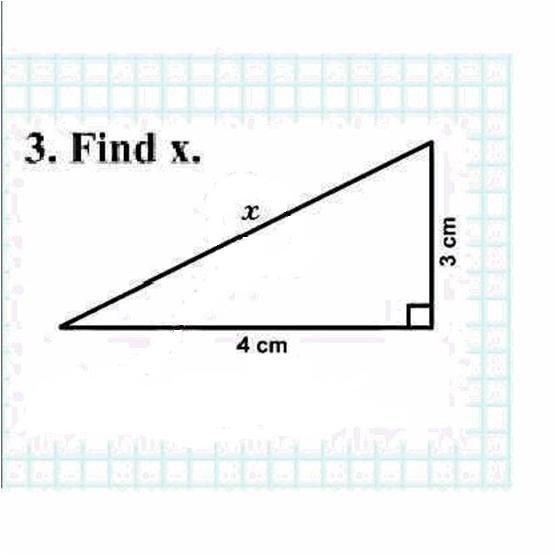 3. Find x.
x
3 cm
4 cm